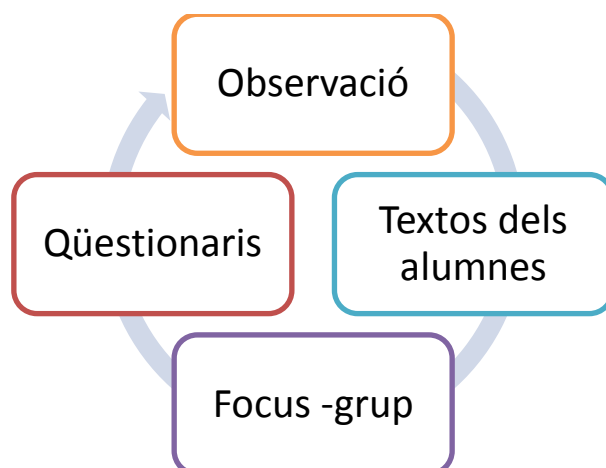 Observació
Textos dels
alumnes
Focus -grup
Qüestionaris